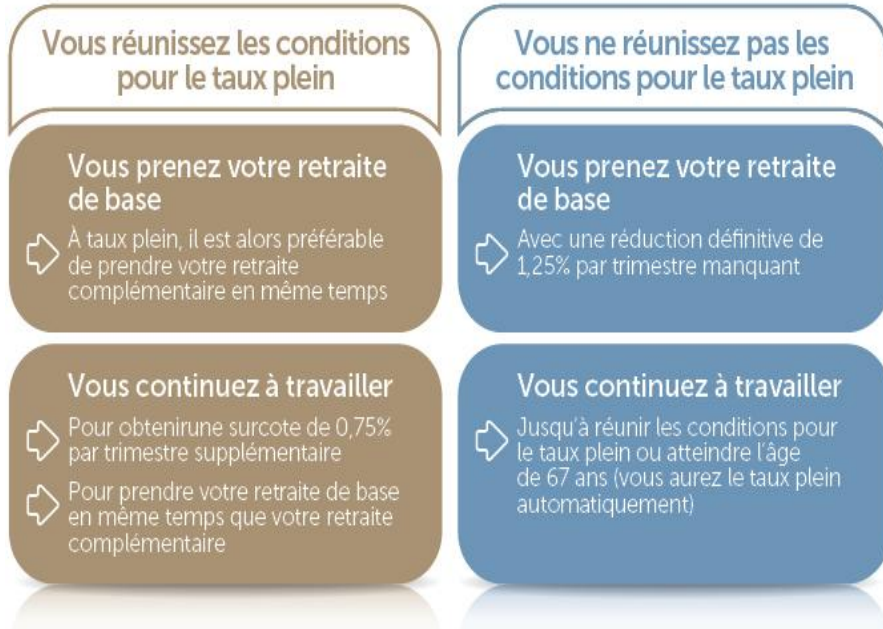 Vous réunissez les conditions
pour le taux plein
Vous prenez votre retraite
de base
À taux plein, il est alors préférable
de prendre votre retraite
complémentaire en même temps
Vous continuez à travailler
Pour obtenirune surcote de 0,75%
par trimestre supplémentaire
Pour prendre votre retraite de base
en même temps que votre retraite
complémentaire
Vous ne réunissez pas les
conditions pour le taux plein
Vous prenez votre retraite
de base
Avec une réduction définitive de
1,25% par trimestre manquant
Vous continuez à travailler
Jusqu'à réunir les conditions pour
le taux plein ou atteindre l'âge
de 67 ans (vous aurez le taux plein
automatiquement)